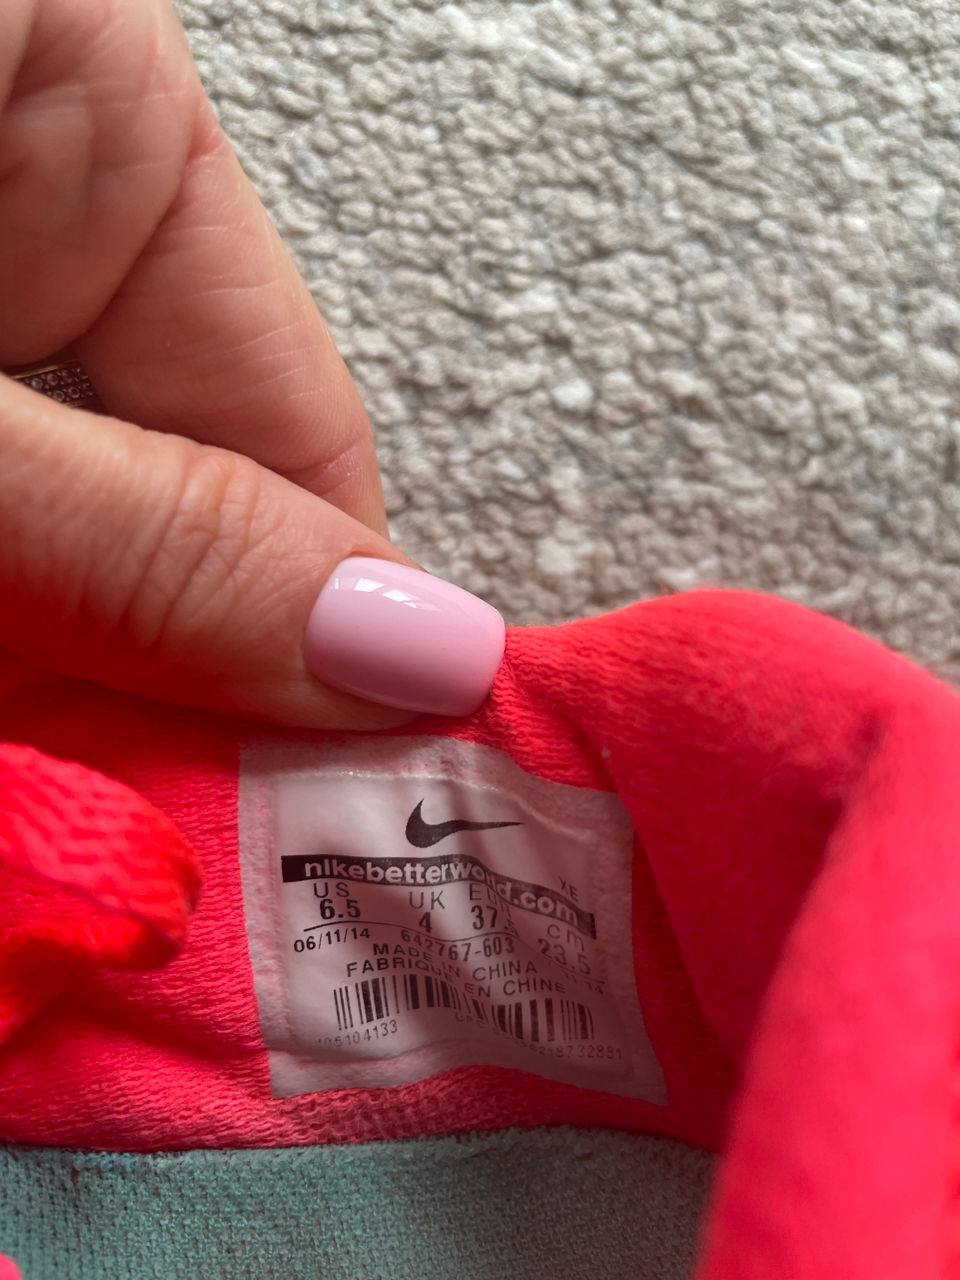 nikebetterworld.com XE
US UK EUR cm
6.5 4 37.5 23.5
06/11/14 642767-603
MADE IN CHINA
FABRIQUE EN CHINE